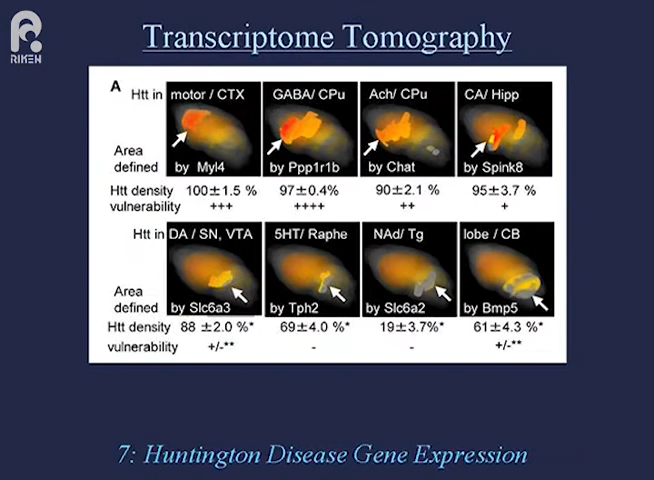 RIKEN
Transcriptome Tomography
A
Htt in motor / CTX GABA/ CPu Ach/ CPu CA/ Hipp
Area
defined by Myl4 by Ppp1r1b by Chat by Spink8
Htt density 100±1.5 % 97±0.4% 90±2.1 % 95±3.7 %
vulnerability +++ ++++ ++ +
Htt in DA / SN, VTA 5HT/ Raphe NAd/ Tg lobe / CB
Area
defined by Slc6a3 by Tph2 by Slc6a2 by Bmp5
Htt density 88 ±2.0 %* 69±4.0 %* 19±3.7%* 61±4.3 %*
vulnerability +/-** - - +/-**
7: Huntington Disease Gene Expression